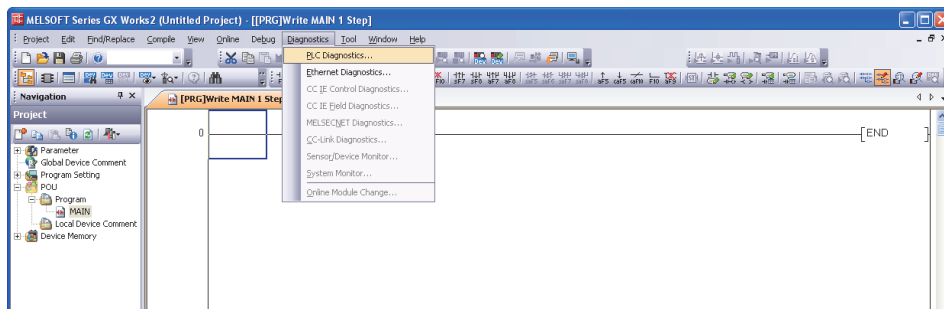 MELSOFT Series GX Works2 (Untitled Project) - [[PRG]Write MAIN 1 Step]
Project Edit Find/Replace Compile View Online Debug Diagnostics Tool Window Help
PLC Diagnostics...
Ethernet Diagnostics...
CC IE Control Diagnostics...
CC IE Field Diagnostics...
MELSECNET Diagnostics...
CC-Link Diagnostics...
Sensor/Device Monitor...
System Monitor...
Online Module Change...
Navigation
[PRG]Write MAIN 1 Step
Project
Parameter
Global Device Comment
Program Setting
POU
Program
MAIN
Local Device Comment
Device Memory
0
END